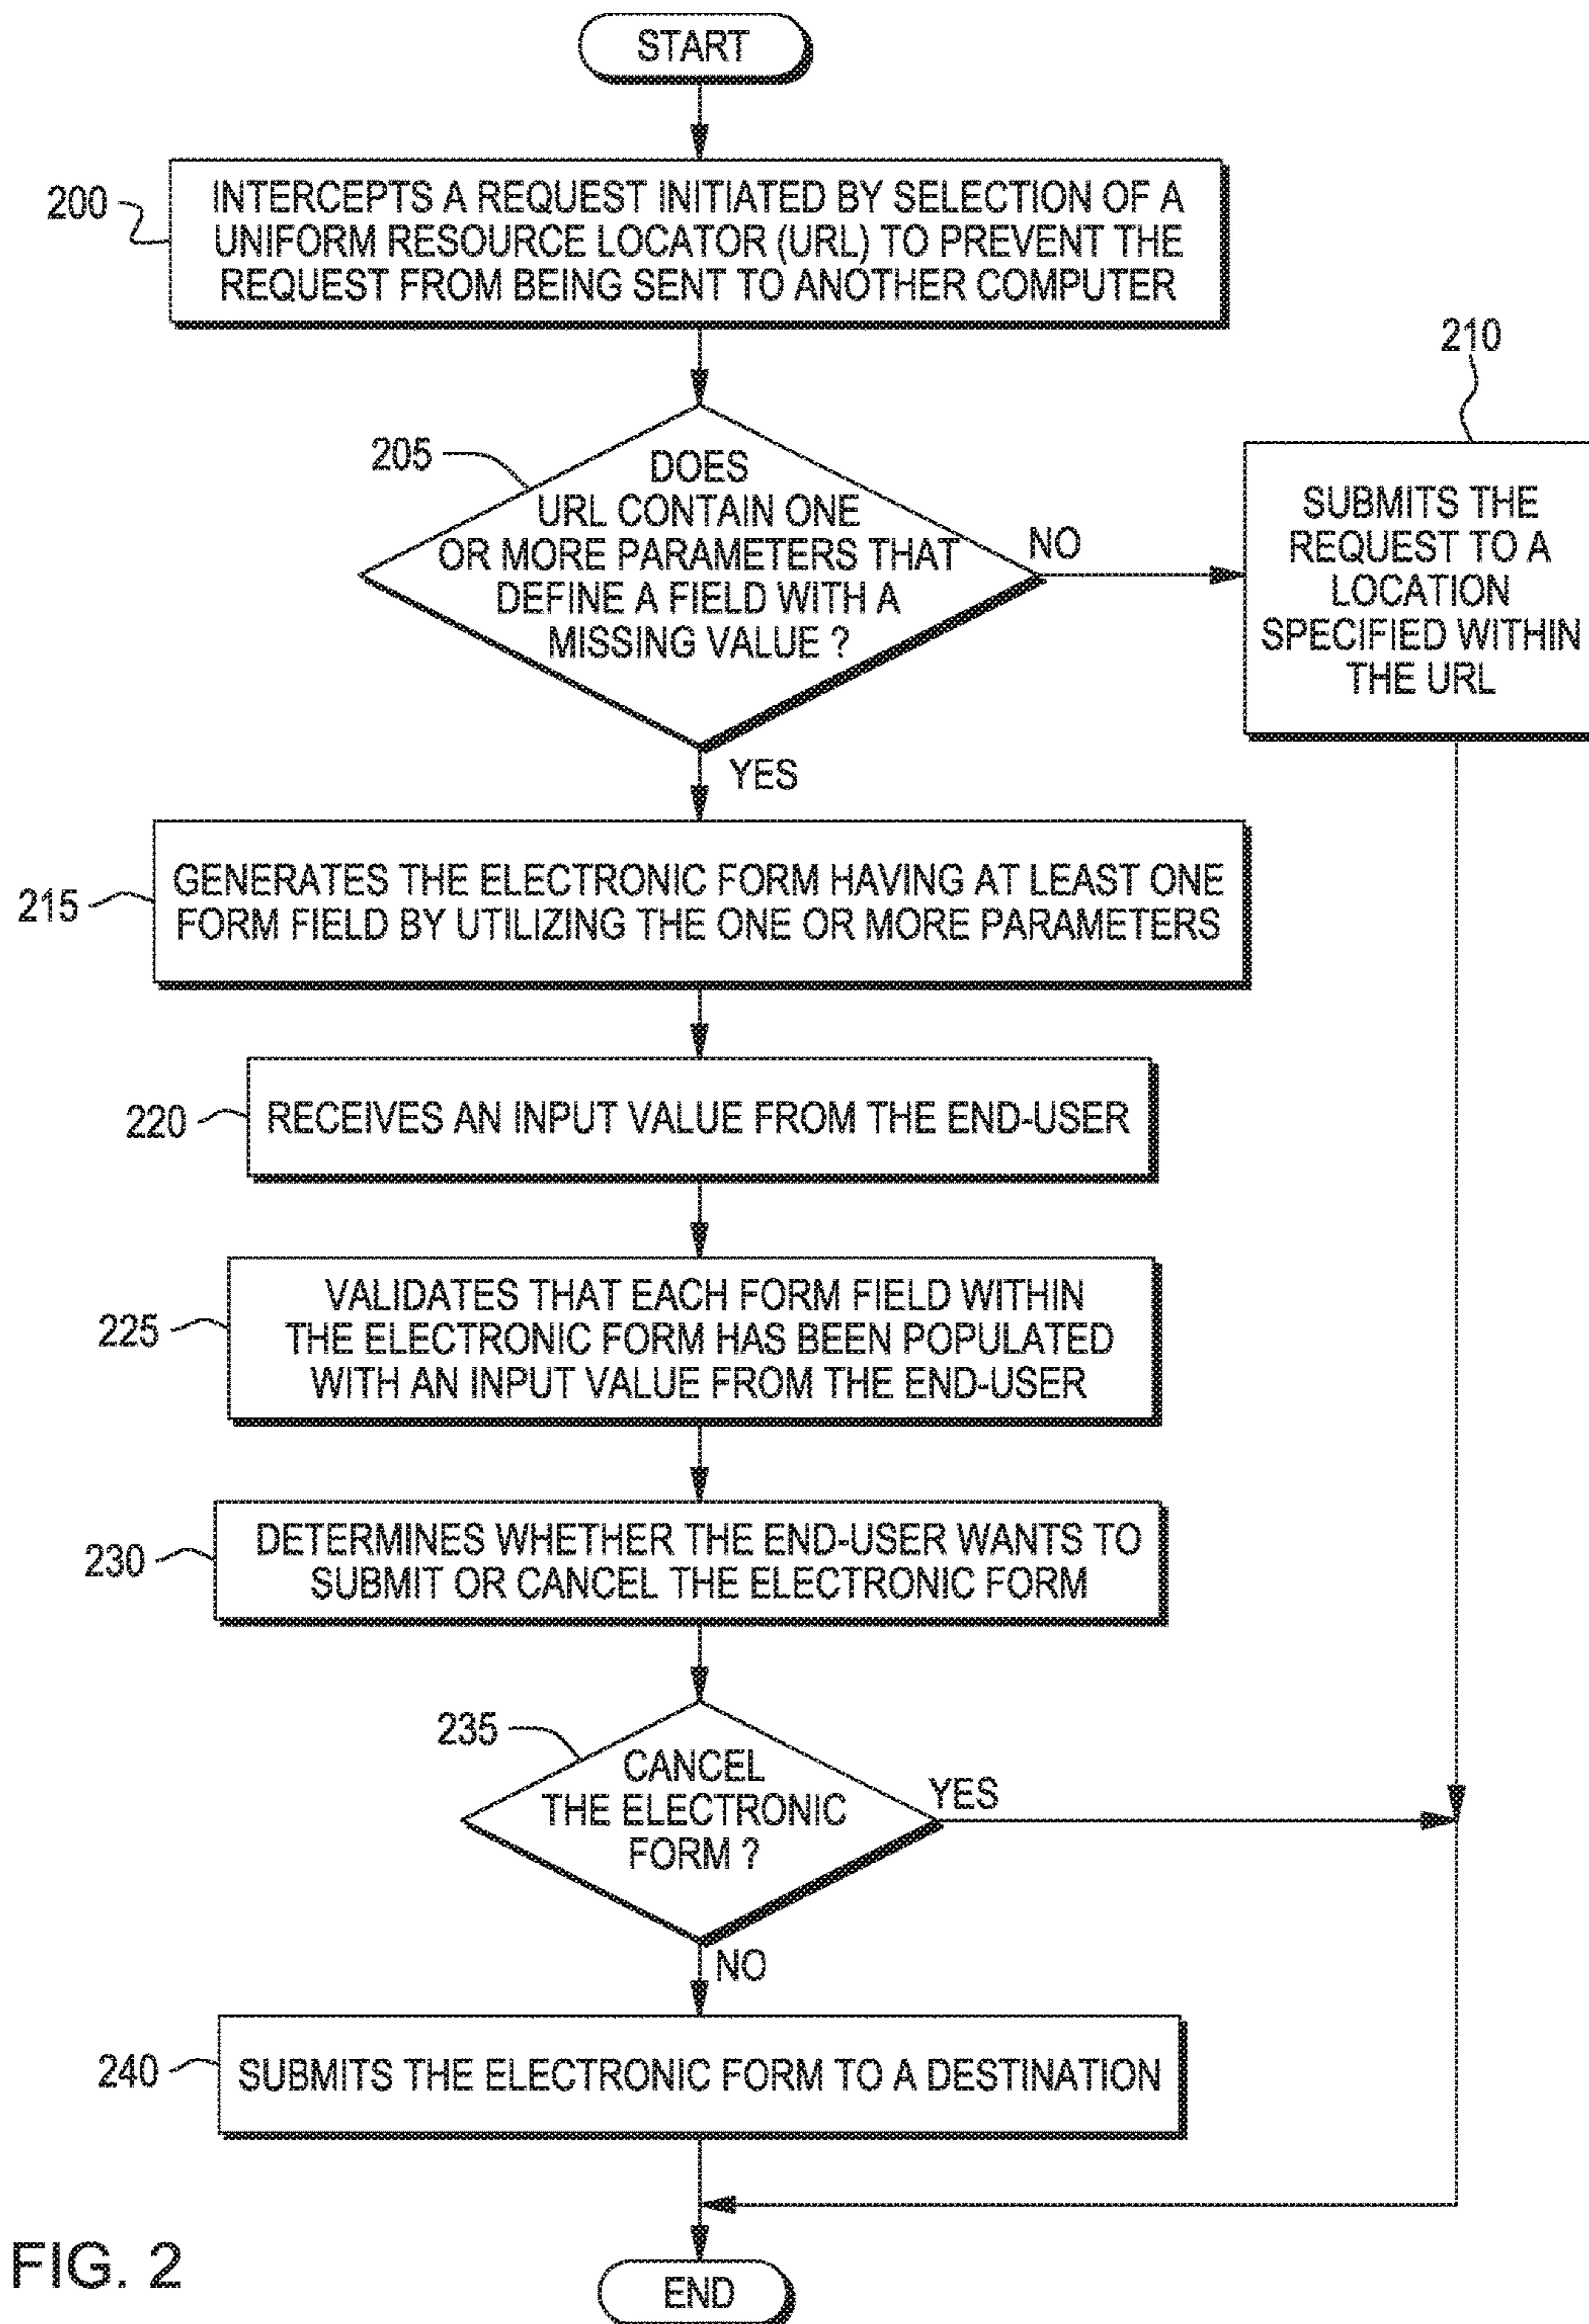 START
200
INTERCEPTS A REQUEST INITIATED BY SELECTION OF A
UNIFORM RESOURCE LOCATOR (URL) TO PREVENT THE
REQUEST FROM BEING SENT TO ANOTHER COMPUTER
205
DOES
URL CONTAIN ONE
OR MORE PARAMETERS THAT
DEFINE A FIELD WITH A
MISSING VALUE ?
NO
210
SUBMITS THE
REQUEST TO A
LOCATION
SPECIFIED WITHIN
THE URL
YES
215
GENERATES THE ELECTRONIC FORM HAVING AT LEAST ONE
FORM FIELD BY UTILIZING THE ONE OR MORE PARAMETERS
220
RECEIVES AN INPUT VALUE FROM THE END-USER
225
VALIDATES THAT EACH FORM FIELD WITHIN
THE ELECTRONIC FORM HAS BEEN POPULATED
WITH AN INPUT VALUE FROM THE END-USER
230
DETERMINES WHETHER THE END-USER WANTS TO
SUBMIT OR CANCEL THE ELECTRONIC FORM
235
CANCEL
THE ELECTRONIC
FORM ?
YES
NO
240
SUBMITS THE ELECTRONIC FORM TO A DESTINATION
END
FIG. 2